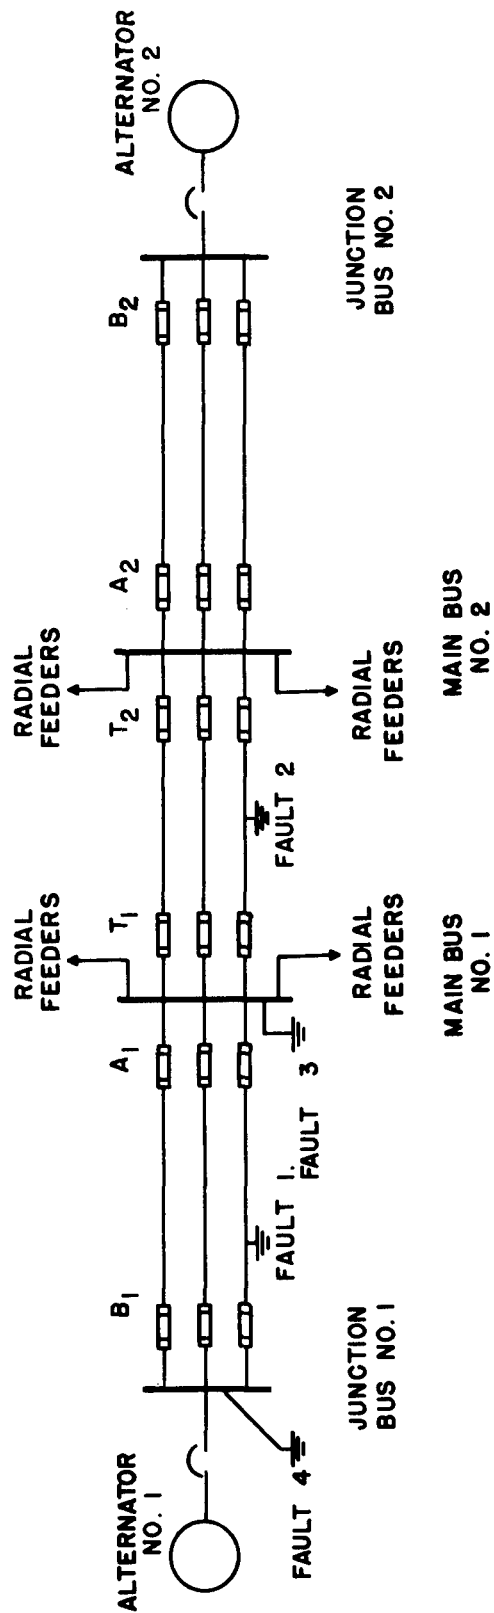 ALTERNATOR
NO. 1
JUNCTION
BUS NO. 1
B1
FAULT 4
FAULT 1.
A1
FAULT 3
RADIAL
FEEDERS
RADIAL
FEEDERS
MAIN BUS
NO. 1
T1
FAULT 2
T2
RADIAL
FEEDERS
RADIAL
FEEDERS
MAIN BUS
NO. 2
A2
B2
JUNCTION
BUS NO. 2
ALTERNATOR
NO. 2